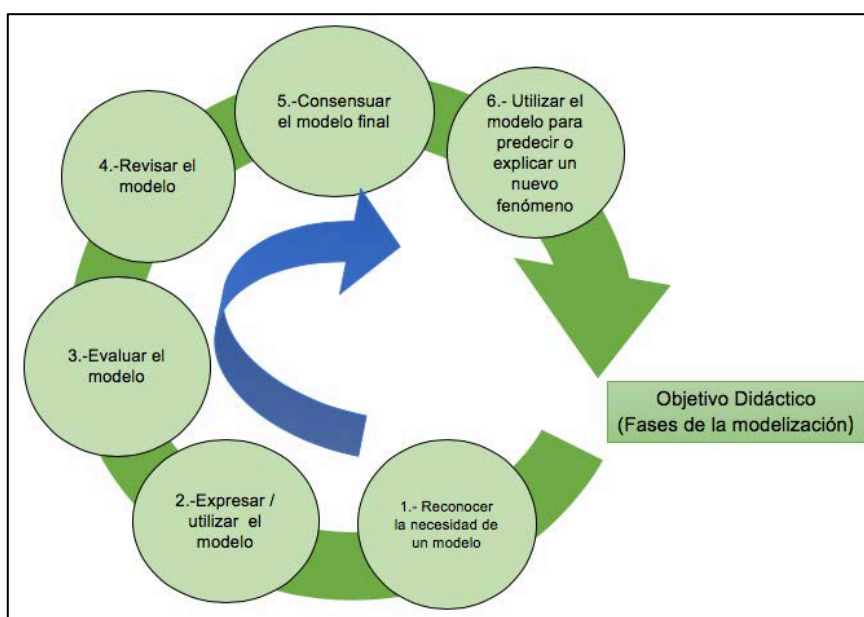 5.-Consensuar
el modelo final
6.- Utilizar el
modelo para
predecir o
explicar un
nuevo
fenómeno
4.-Revisar el
modelo
3.-Evaluar el
modelo
Objetivo Didáctico
(Fases de la modelización)
2.-Expresar /
utilizar el
modelo
1.- Reconocer
la necesidad de
un modelo